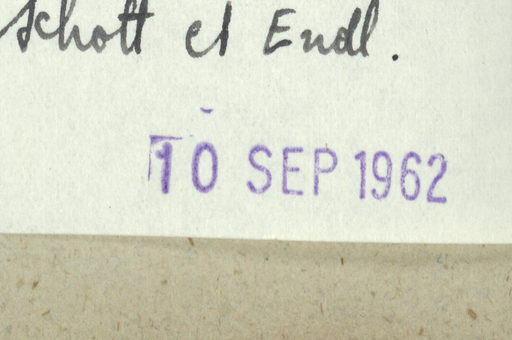 Schott et Endl.
10 SEP 1962